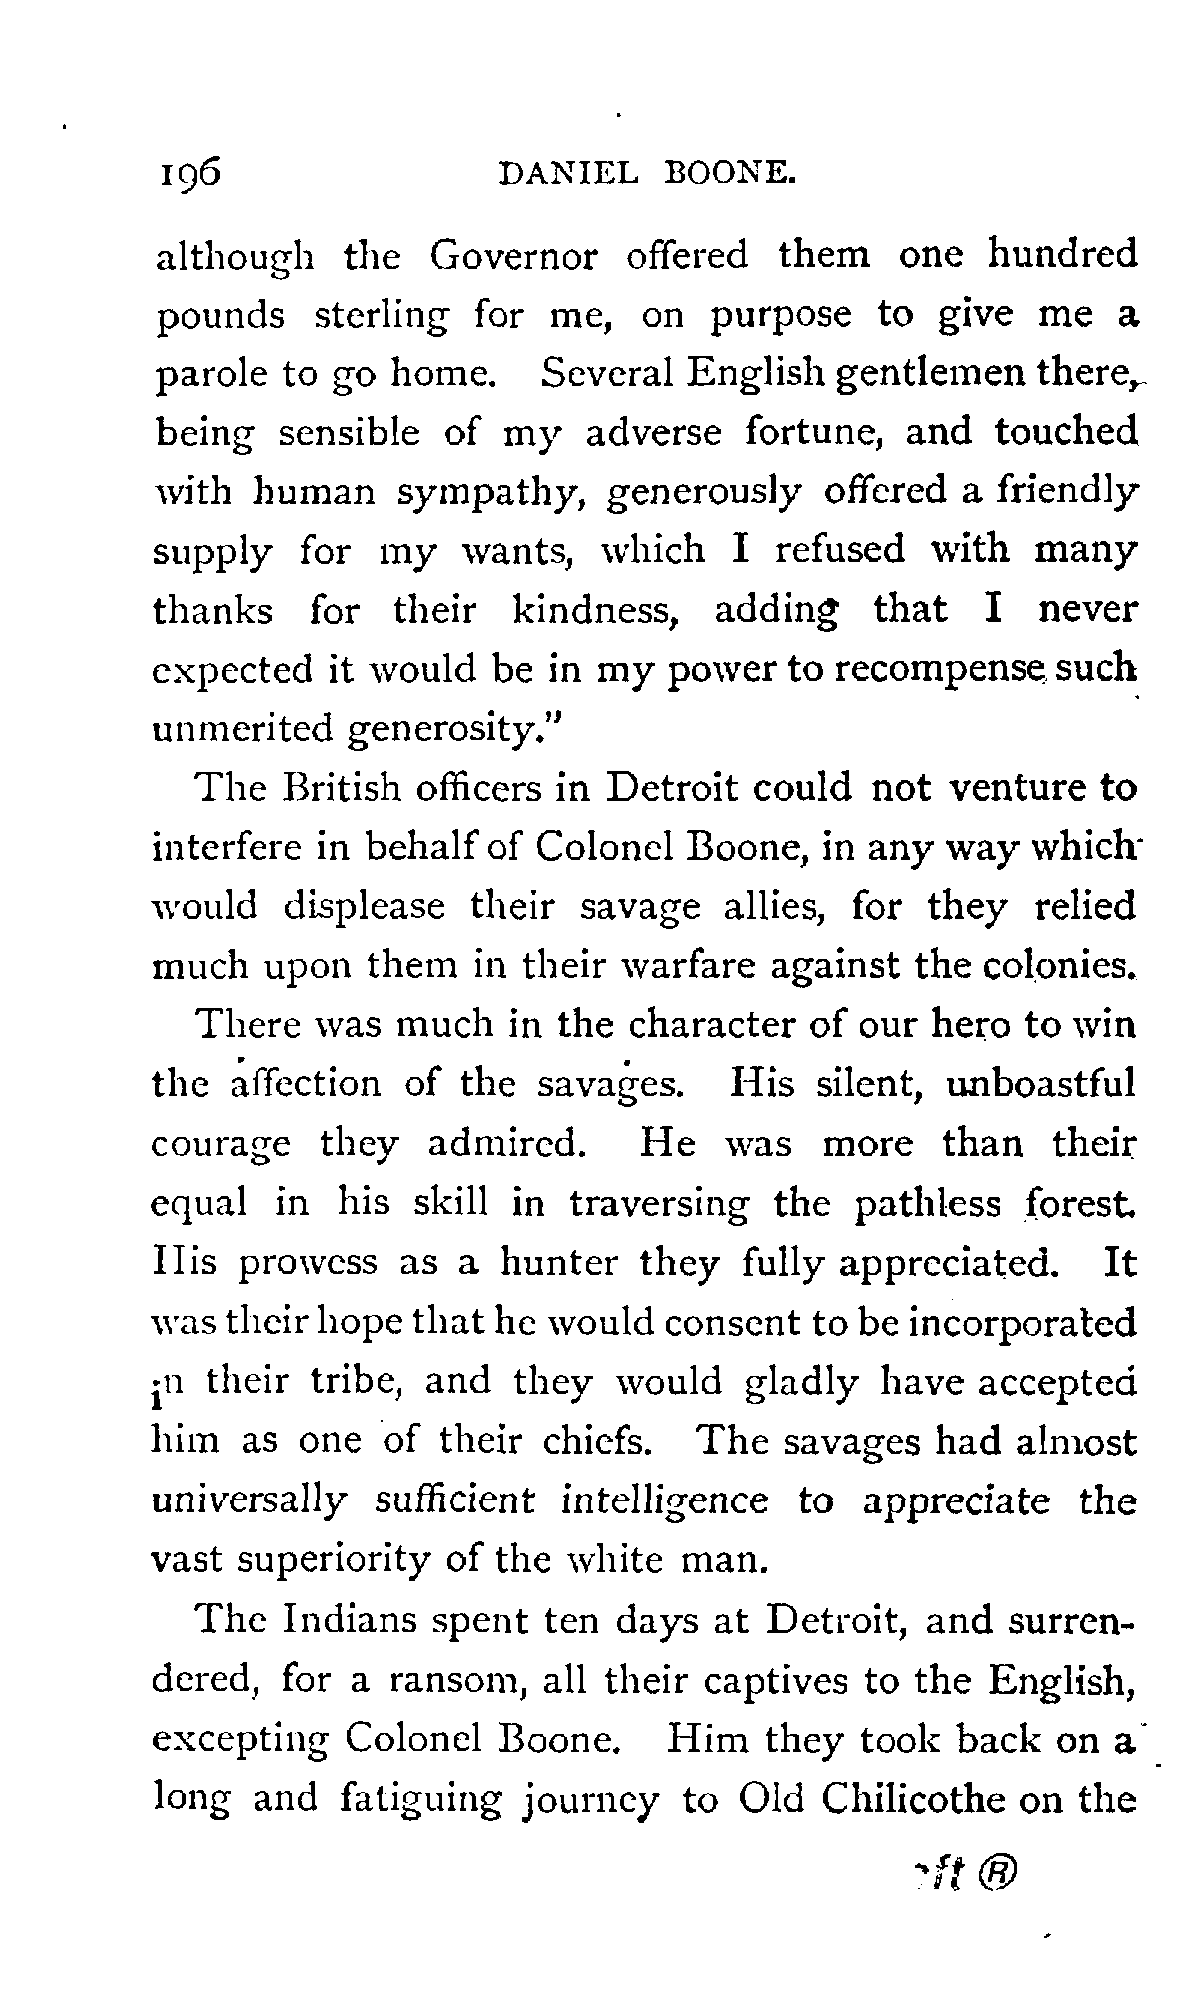 196 DANIEL BOONE.
although the Governor offered them one hundred
pounds sterling for me, on purpose to give me a
parole to go home. Several English gentlemen there,
being sensible of my adverse fortune, and touched
with human sympathy, generously offered a friendly
supply for my wants, which I refused with many
thanks for their kindness, adding that I never
expected it would be in my power to recompense such
unmerited generosity."
The British officers in Detroit could not venture to
interfere in behalf of Colonel Boone, in any way which
would displease their savage allies, for they relied
much upon them in their warfare against the colonies.
There was much in the character of our hero to win
the affection of the savages. His silent, unboastful
courage they admired. He was more than their
equal in his skill in traversing the pathless forest.
His prowess as a hunter they fully appreciated. It
was their hope that he would consent to be incorporated
in their tribe, and they would gladly have accepted
him as one of their chiefs. The savages had almost
universally sufficient intelligence to appreciate the
vast superiority of the white man.
The Indians spent ten days at Detroit, and surren-
dered, for a ransom, all their captives to the English,
excepting Colonel Boone. Him they took back on a
long and fatiguing journey to Old Chilicothe on the
ft ®